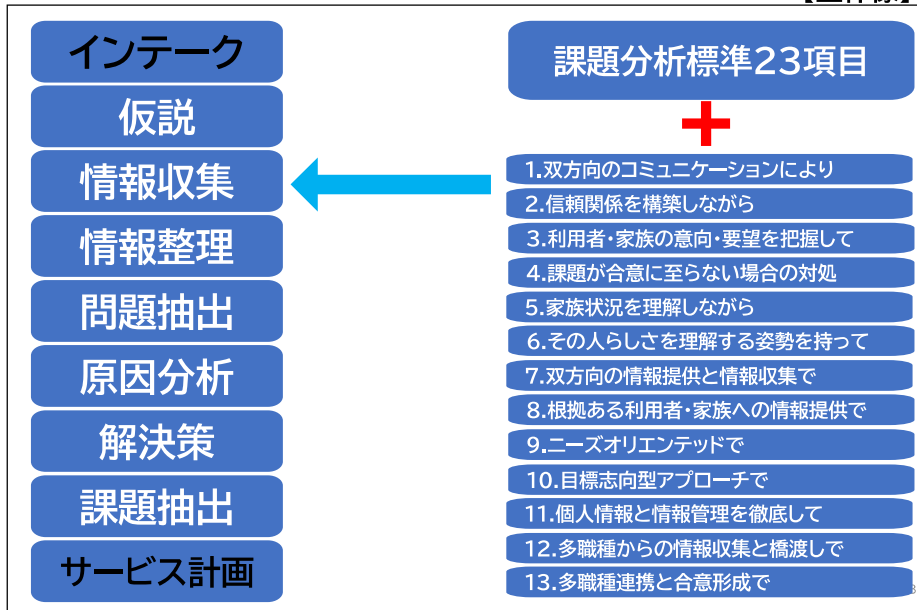 インテーク
仮説
情報収集
情報整理
問題抽出
原因分析
解決策
課題抽出
サービス計画
課題分析標準23項目
+
1.双方向のコミュニケーションにより
2.信頼関係を構築しながら
3.利用者・家族の意向・要望を把握して
4.課題が合意に至らない場合の対処
5.家族状況を理解しながら
6.その人らしさを理解する姿勢を持って
7.双方向の情報提供と情報収集で
8.根拠ある利用者・家族への情報提供で
9.ニーズオリエンテッドで
10.目標志向型アプローチで
11.個人情報と情報管理を徹底して
12.多職種からの情報収集と橋渡しで
13.多職種連携と合意形成で